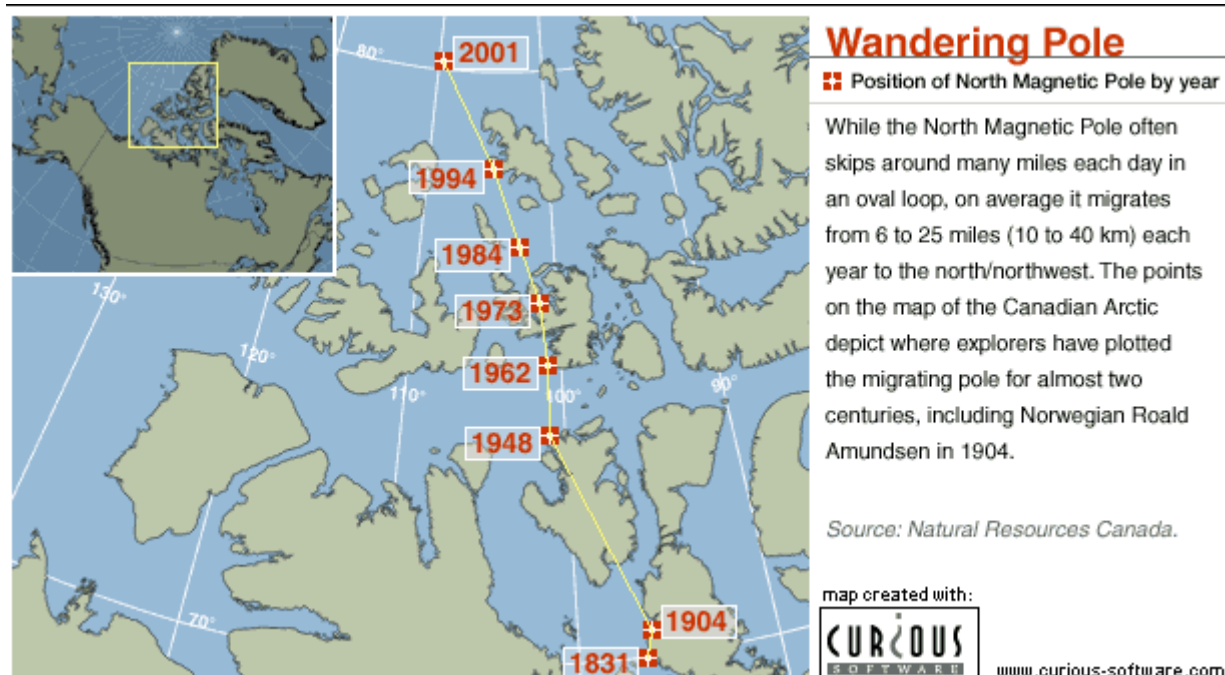 Wandering Pole
Position of North Magnetic Pole by year
While the North Magnetic Pole often
skips around many miles each day in
an oval loop, on average it migrates
from 6 to 25 miles (10 to 40 km) each
year to the north/northwest. The points
on the map of the Canadian Arctic
depict where explorers have plotted
the migrating pole for almost two
centuries, including Norwegian Roald
Amundsen in 1904.
Source: Natural Resources Canada.
map created with:
CURIOUS
SOFTWARE
www.curious-software.com
80°
2001
1994
1984
1973
1962
1948
1904
1831
130°
120°
110°
100°
90°
70°